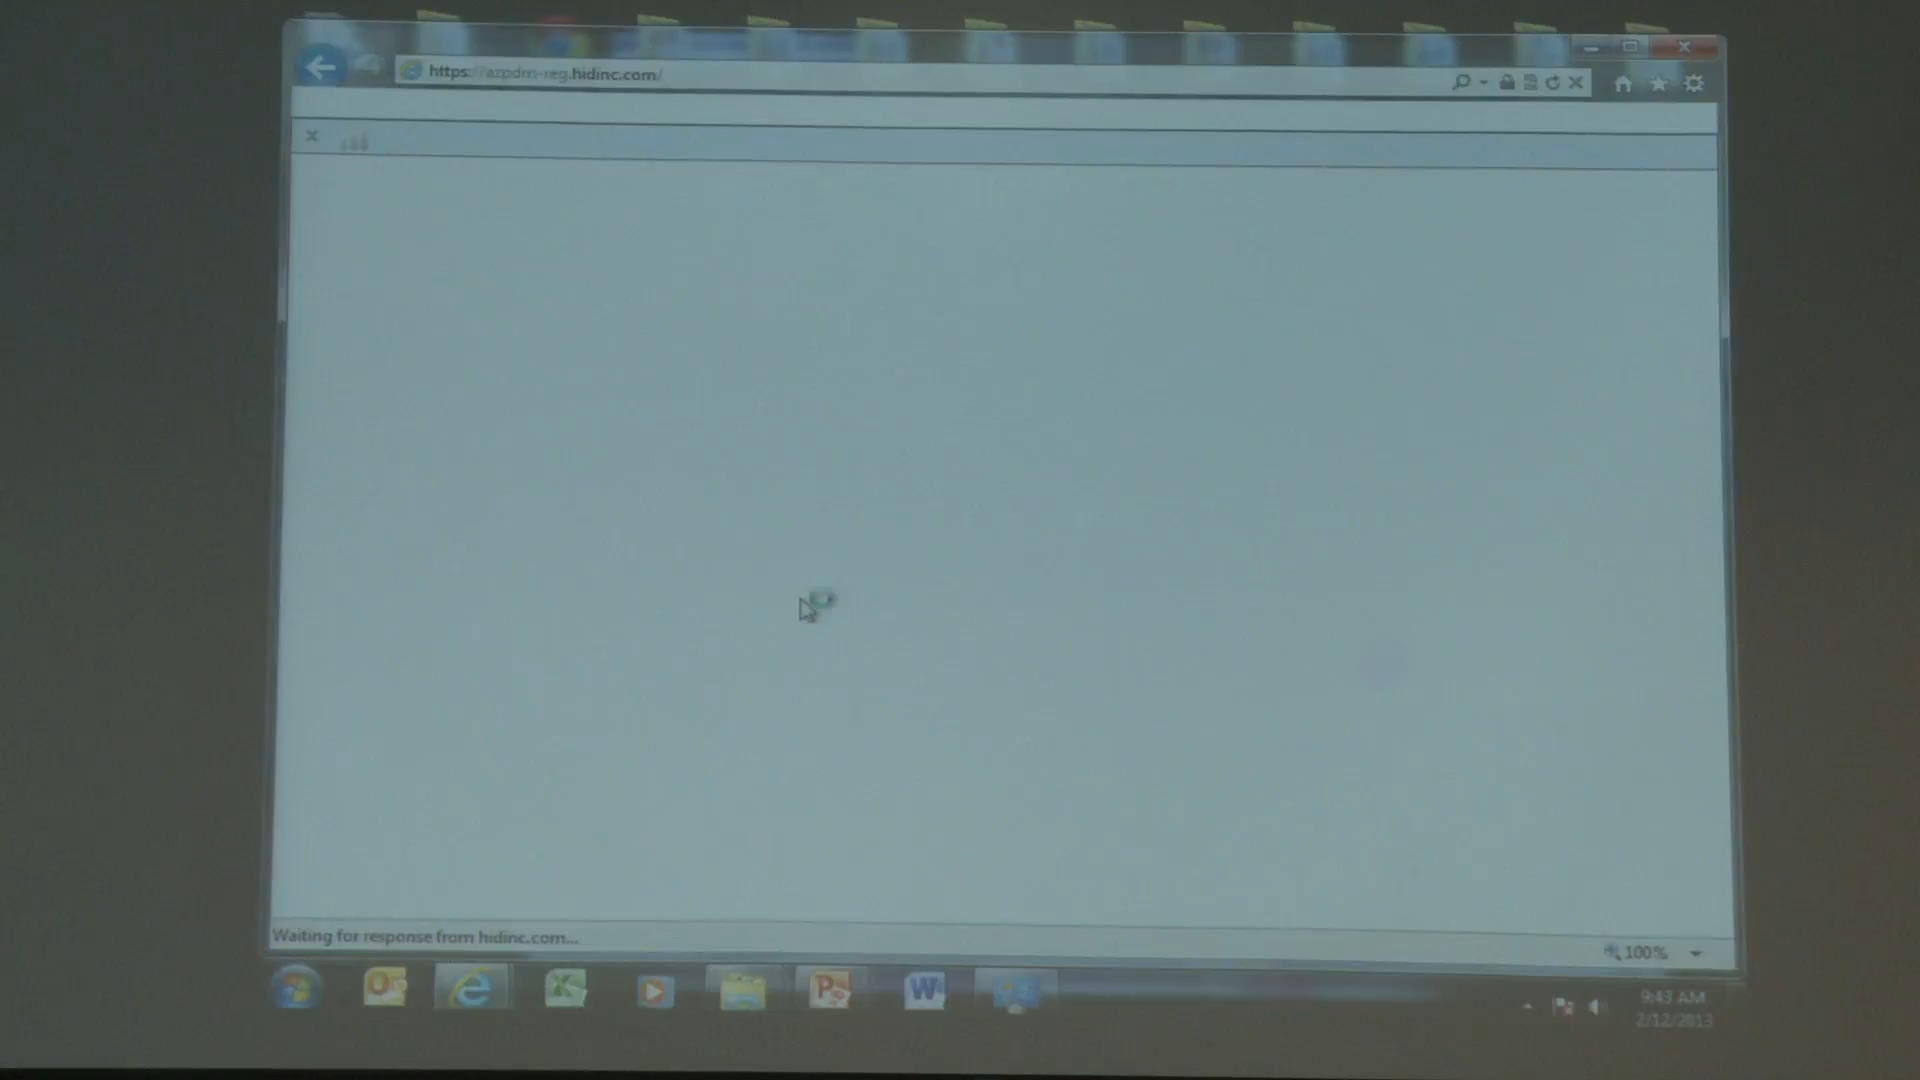 https://azpdm-reg.hidinc.com/
Waiting for response from hidinc.com...
100%
9:43 AM
2/12/2013